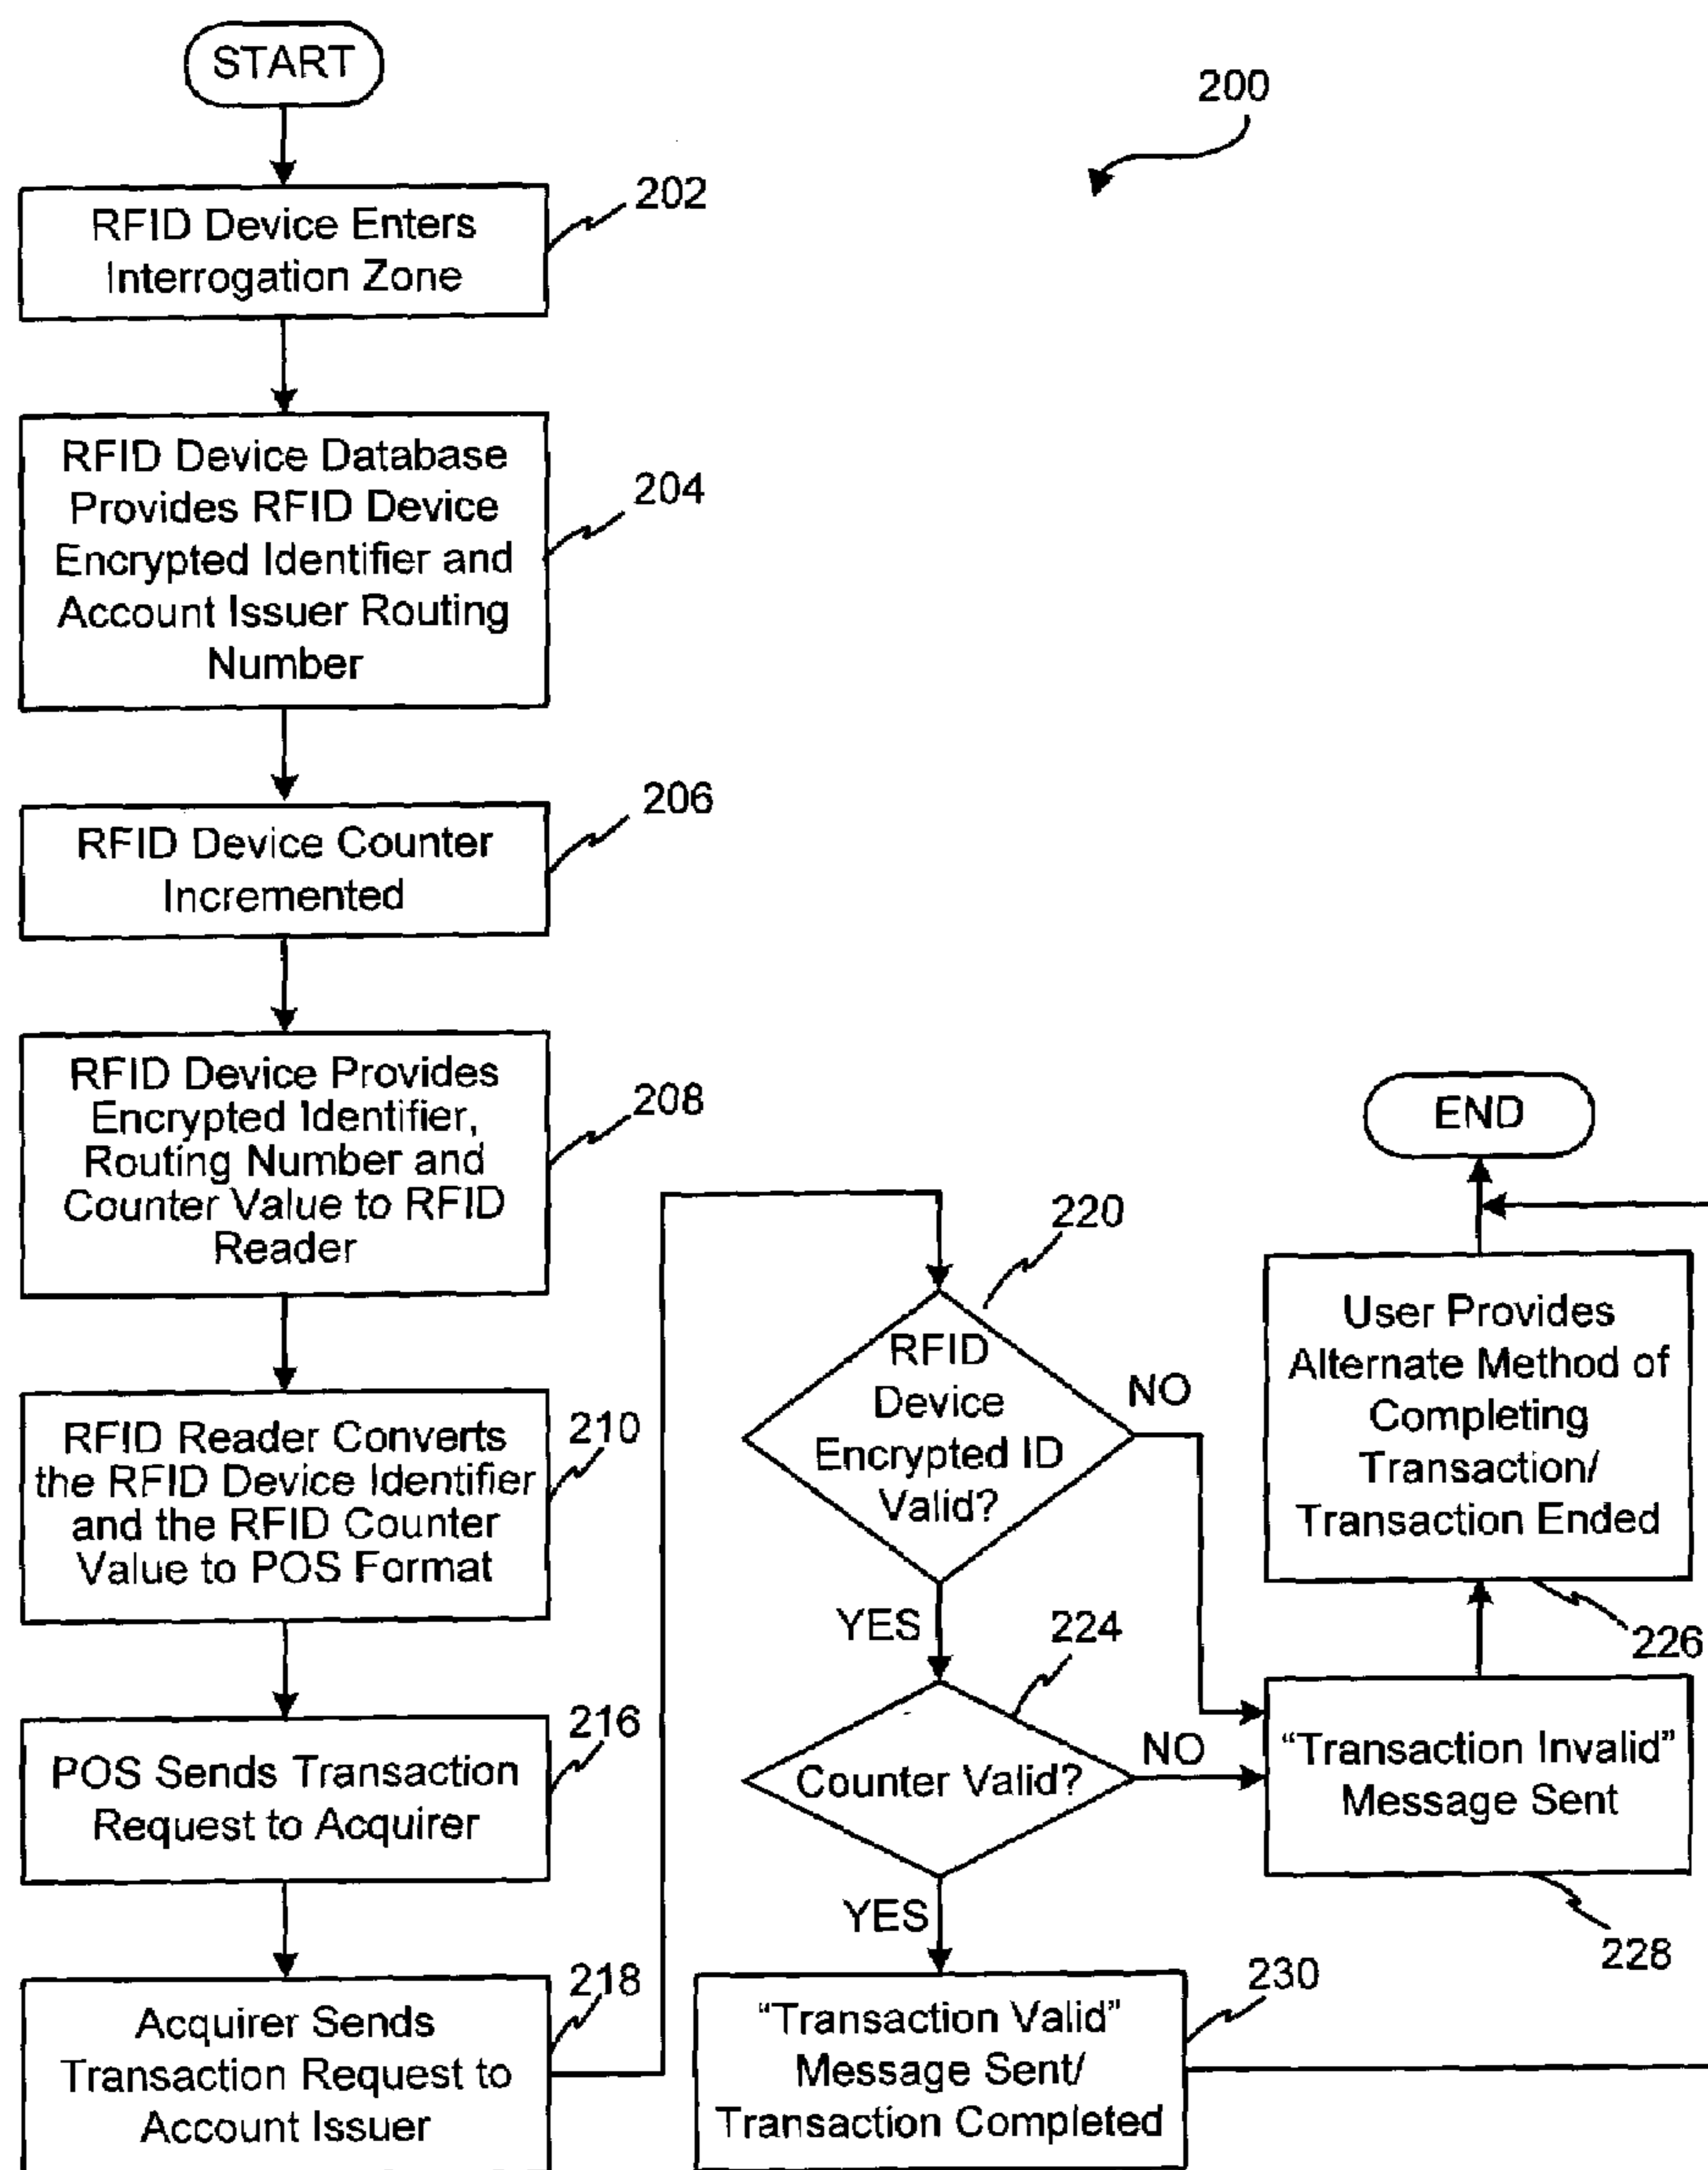 START
200
RFID Device Enters
Interrogation Zone
202
RFID Device Database
Provides RFID Device
Encrypted Identifier and
Account Issuer Routing
Number
204
RFID Device Counter
Incremented
206
RFID Device Provides
Encrypted Identifier,
Routing Number and
Counter Value to RFID
Reader
208
RFID Reader Converts
the RFID Device Identifier
and the RFID Counter
Value to POS Format
210
POS Sends Transaction
Request to Acquirer
216
Acquirer Sends
Transaction Request to
Account Issuer
218
RFID
Device
Encrypted ID
Valid?
220
NO
YES
Counter Valid?
224
NO
YES
“Transaction Valid”
Message Sent/
Transaction Completed
230
“Transaction Invalid”
Message Sent
228
User Provides
Alternate Method of
Completing
Transaction/
Transaction Ended
226
END